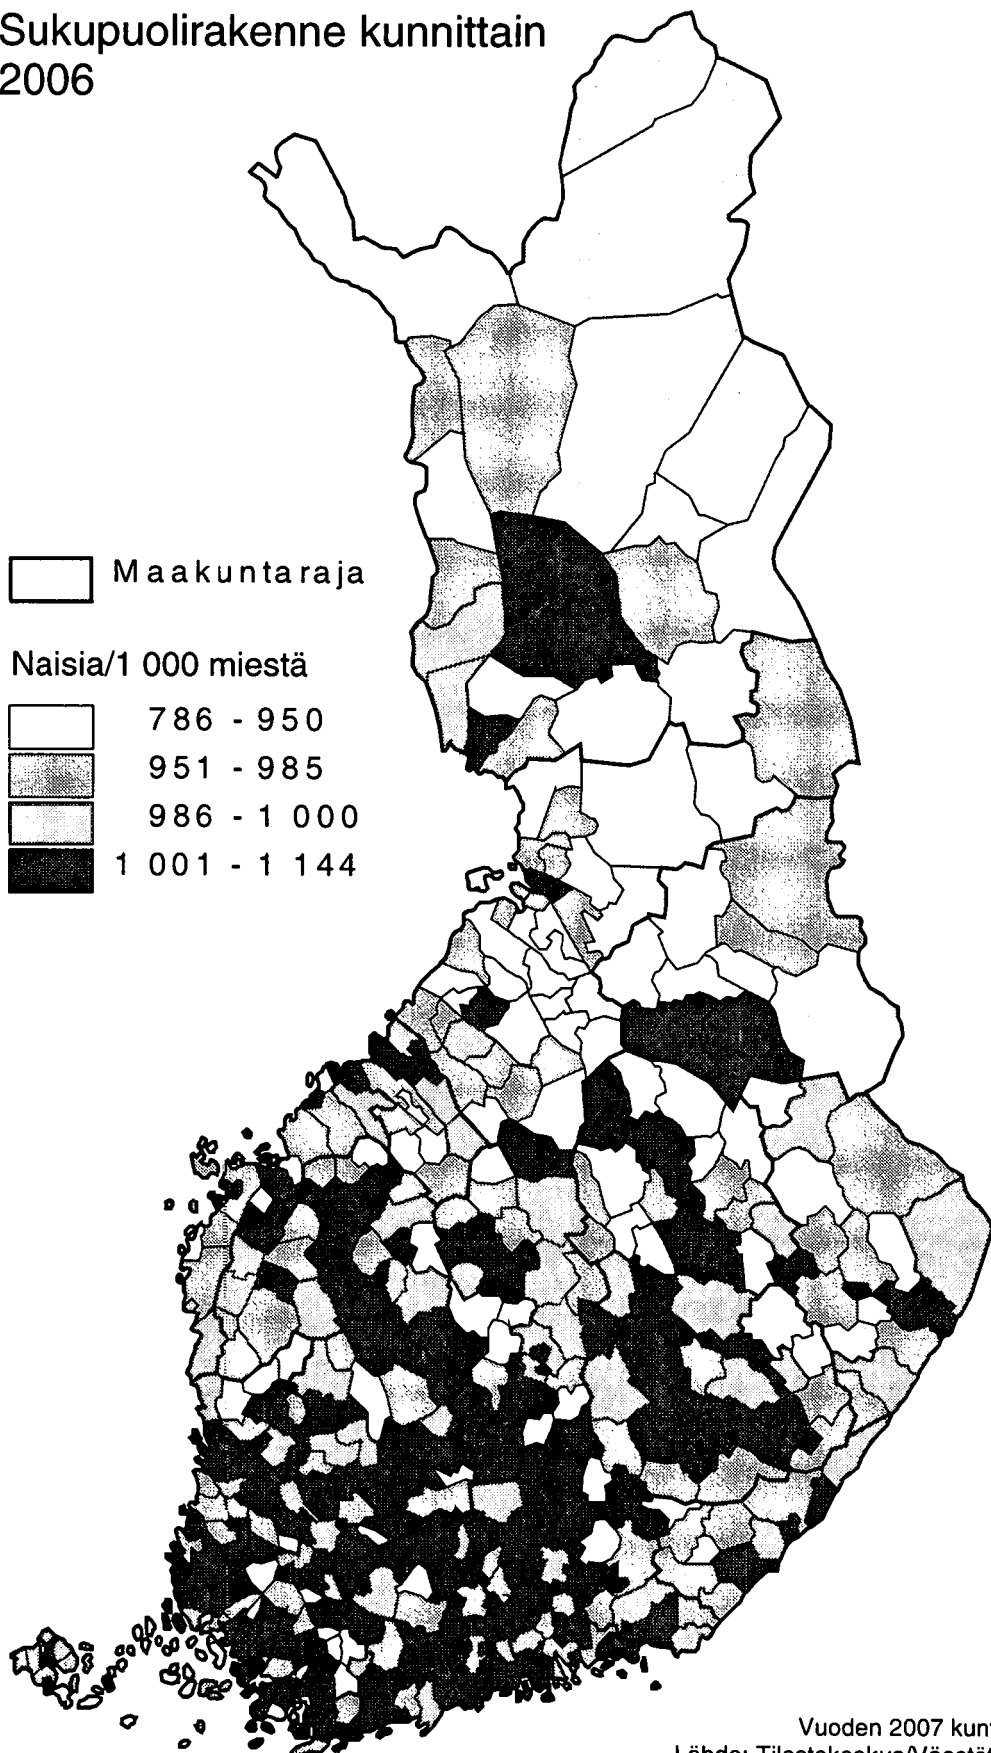 Sukupuolirakenne kunnittain
2006
Maakuntaraja
Naisia/1 000 miestä
786 - 950
951 - 985
986 - 1 000
1 001 - 1 144
Vuoden 2007